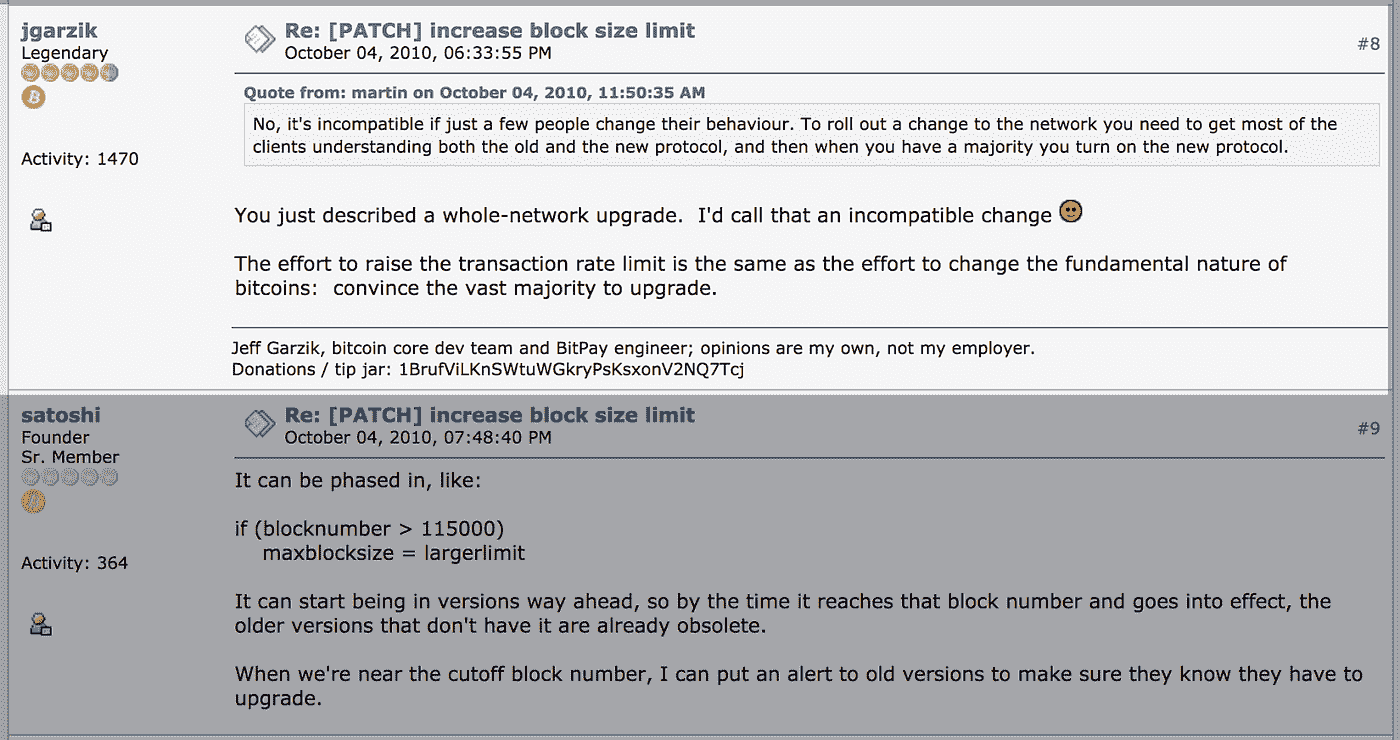 jgarzik
Legendary
Activity: 1470
Re: [PATCH] increase block size limit
October 04, 2010, 06:33:55 PM
#8
Quote from: martin on October 04, 2010, 11:50:35 AM
No, it's incompatible if just a few people change their behaviour. To roll out a change to the network you need to get most of the
clients understanding both the old and the new protocol, and then when you have a majority you turn on the new protocol.
You just described a whole-network upgrade.  I'd call that an incompatible change
The effort to raise the transaction rate limit is the same as the effort to change the fundamental nature of
bitcoins:  convince the vast majority to upgrade.
Jeff Garzik, bitcoin core dev team and BitPay engineer; opinions are my own, not my employer.
Donations / tip jar: 1BrufViLKnSWtuWGkryPsKsxonV2NQ7Tcj
satoshi
Founder
Sr. Member
Activity: 364
Re: [PATCH] increase block size limit
October 04, 2010, 07:48:40 PM
#9
It can be phased in, like:
if (blocknumber > 115000)
    maxblocksize = largerlimit
It can start being in versions way ahead, so by the time it reaches that block number and goes into effect, the
older versions that don't have it are already obsolete.
When we're near the cutoff block number, I can put an alert to old versions to make sure they know they have to
upgrade.